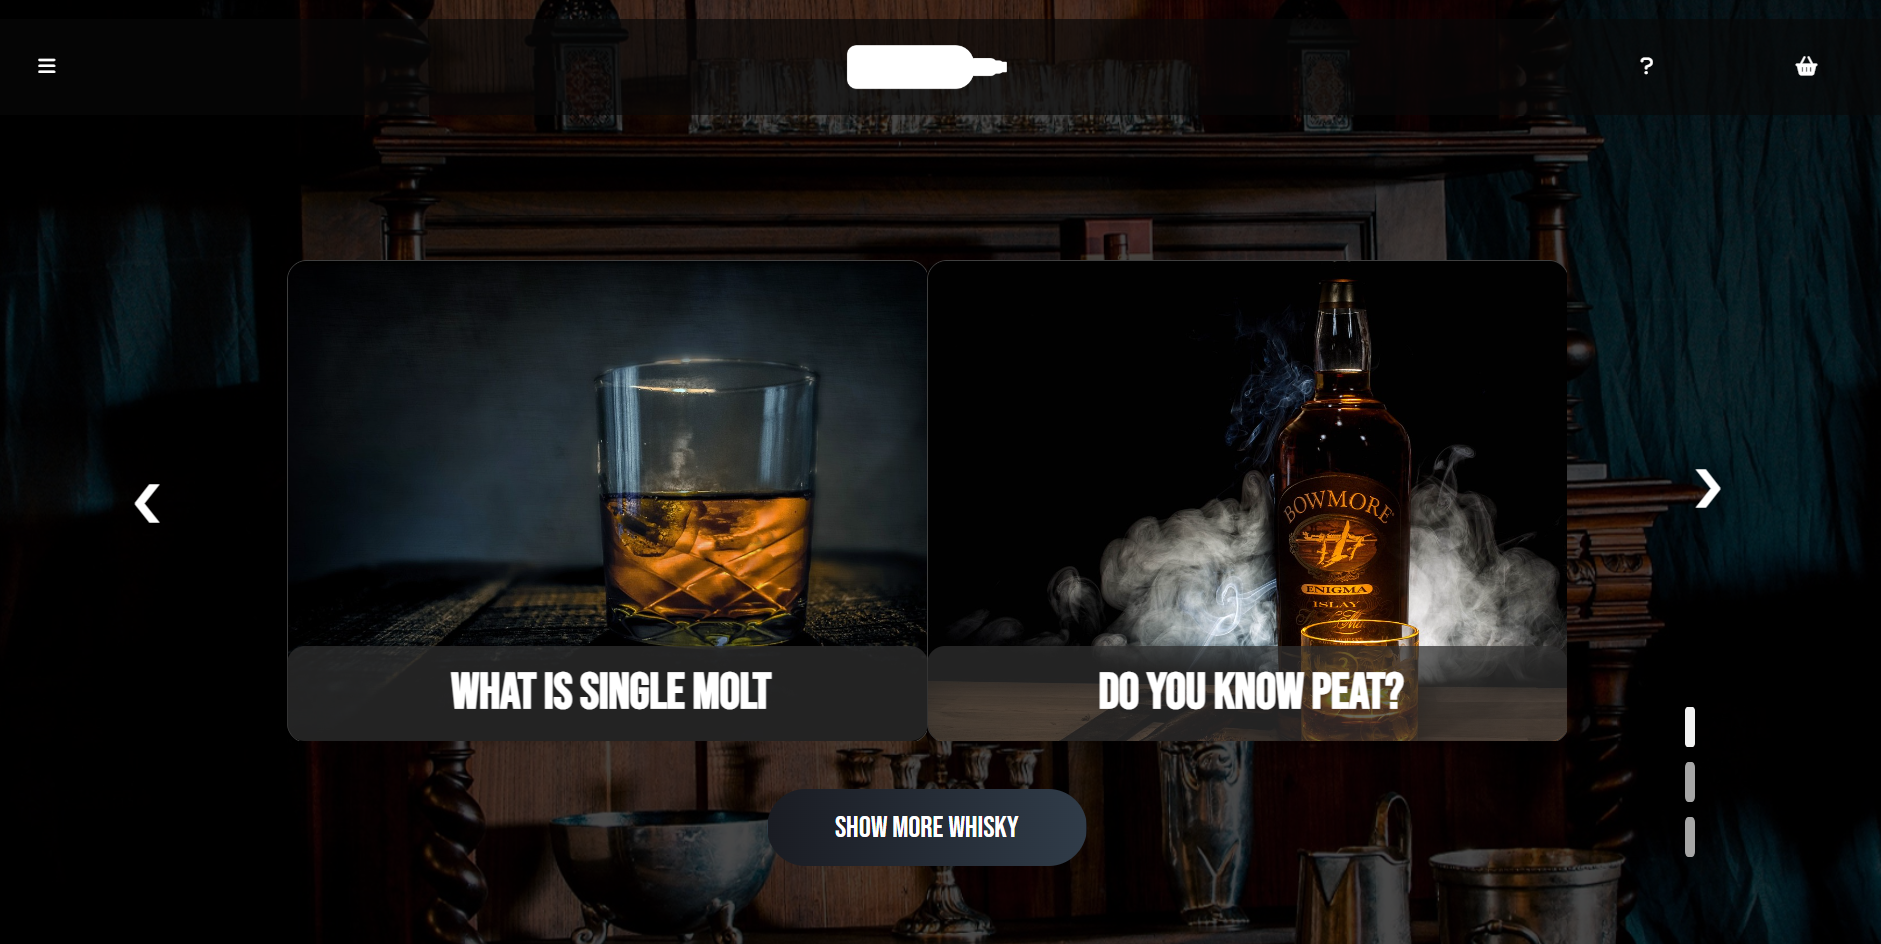 ?
BOWMORE
ENIGMA
ISLAY
WHAT IS SINGLE MOLT
DO YOU KNOW PEAT?
SHOW MORE WHISKY